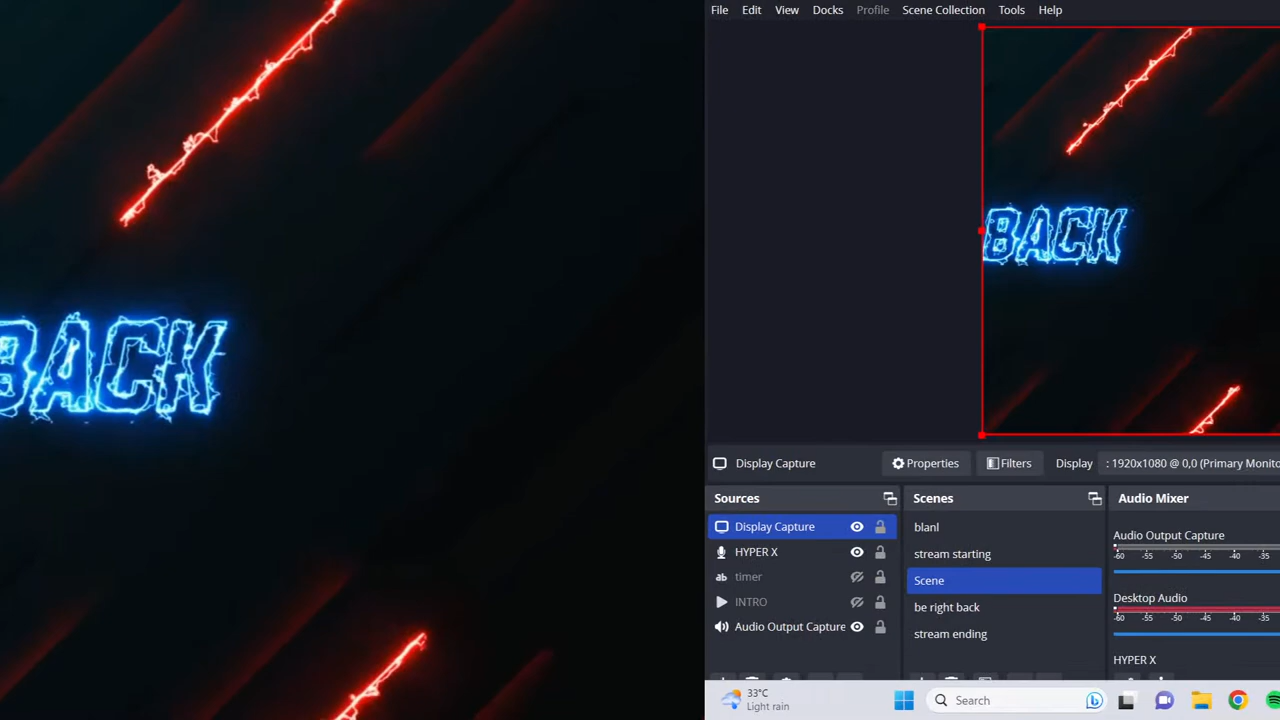 File Edit View Docks Profile Scene Collection Tools Help
BACK
BACK
Display Capture Properties Filters Display : 1920x1080 @ 0,0 (Primary Monito
Sources Scenes Audio Mixer
Display Capture
HYPER X
timer
INTRO
Audio Output Capture
blanl
stream starting
Scene
be right back
stream ending
Audio Output Capture
-60 -55 -50 -45 -40 -35
Desktop Audio
-60 -55 -50 -45 -40 -35
HYPER X
33°C
Light rain
Search